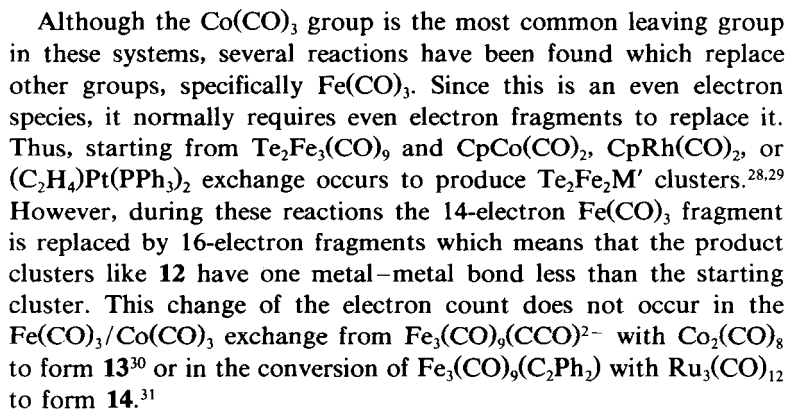 Although the Co(CO)₃ group is the most common leaving group
in these systems, several reactions have been found which replace
other groups, specifically Fe(CO)₃. Since this is an even electron
species, it normally requires even electron fragments to replace it.
Thus, starting from Te₂Fe₃(CO)₉ and CpCo(CO)₂, CpRh(CO)₂, or
(C₂H₄)Pt(PPh₃)₂ exchange occurs to produce Te₂Fe₂M′ clusters.²⁸,²⁹
However, during these reactions the 14-electron Fe(CO)₃ fragment
is replaced by 16-electron fragments which means that the product
clusters like 12 have one metal–metal bond less than the starting
cluster. This change of the electron count does not occur in the
Fe(CO)₃/Co(CO)₃ exchange from Fe₃(CO)₉(CCO)²⁻ with Co₂(CO)₈
to form 13³⁰ or in the conversion of Fe₃(CO)₉(C₂Ph₂) with Ru₃(CO)₁₂
to form 14.³¹